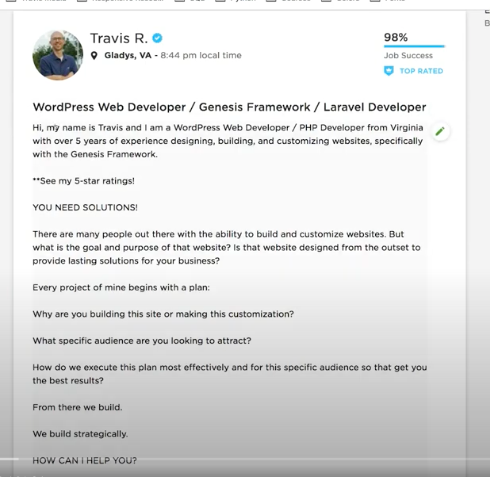 Travis R.
Gladys, VA - 8:44 pm local time
98%
Job Success
TOP RATED
WordPress Web Developer / Genesis Framework / Laravel Developer
Hi, my name is Travis and I am a WordPress Web Developer / PHP Developer from Virginia
with over 5 years of experience designing, building, and customizing websites, specifically
with the Genesis Framework.
**See my 5-star ratings!
YOU NEED SOLUTIONS!
There are many people out there with the ability to build and customize websites. But
what is the goal and purpose of that website? Is that website designed from the outset to
provide lasting solutions for your business?
Every project of mine begins with a plan:
Why are you building this site or making this customization?
What specific audience are you looking to attract?
How do we execute this plan most effectively and for this specific audience so that get you
the best results?
From there we build.
We build strategically.
HOW CAN I HELP YOU?